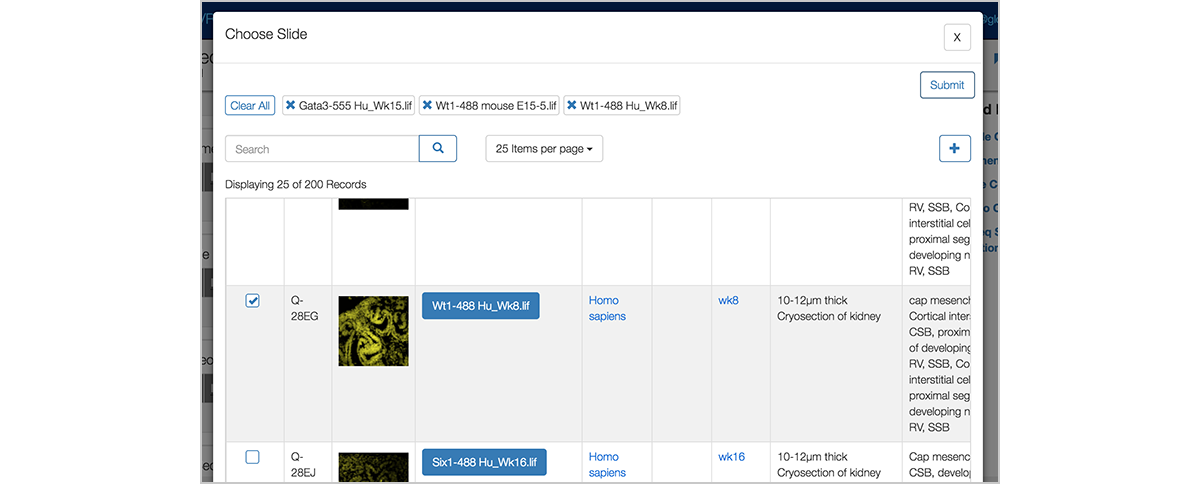 Choose Slide
X
Submit
Clear All
Gata3-555 Hu_Wk15.lif
Wt1-488 mouse E15-5.lif
Wt1-488 Hu_Wk8.lif
Search
25 Items per page
Displaying 25 of 200 Records
RV, SSB, Co
interstitial cel
proximal seg
developing n
RV, SSB
Q-
28EG
Wt1-488 Hu_Wk8.lif
Homo
sapiens
wk8
10-12μm thick
Cryosection of kidney
cap mesench
Cortical inters
CSB, proxim
of developing
RV, SSB, Co
interstitial cel
proximal seg
developing n
RV, SSB
Q-
28EJ
Six1-488 Hu_Wk16.lif
Homo
sapiens
wk16
10-12μm thick
Cryosection of kidney
Cap mesenc
CSB, develop